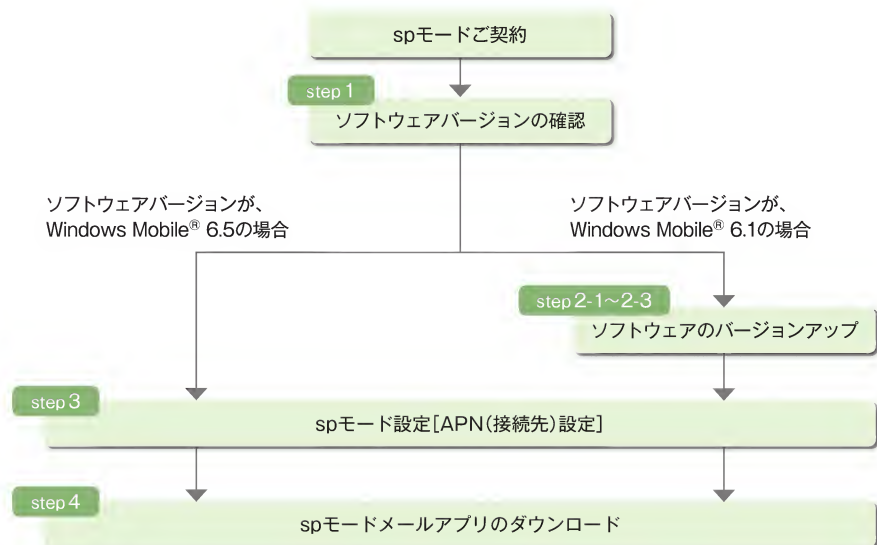 spモードご契約
step 1
ソフトウェアバージョンの確認
ソフトウェアバージョンが、
Windows Mobile® 6.5の場合
ソフトウェアバージョンが、
Windows Mobile® 6.1の場合
step 2-1～2-3
ソフトウェアのバージョンアップ
step 3
spモード設定[APN(接続先)設定]
step 4
spモードメールアプリのダウンロード